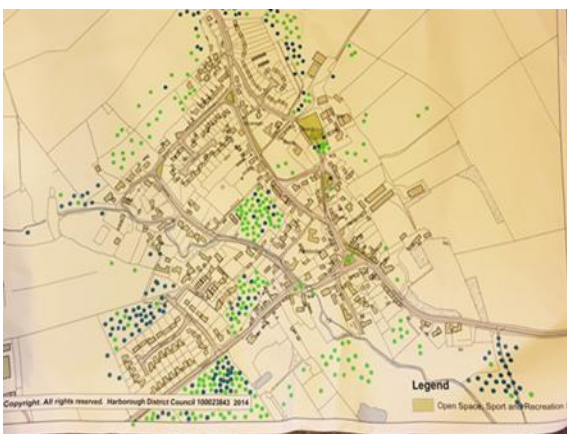 Legend
Open Space, Sport and Recreation
Copyright. All rights reserved. Harborough District Council 100023843 2014